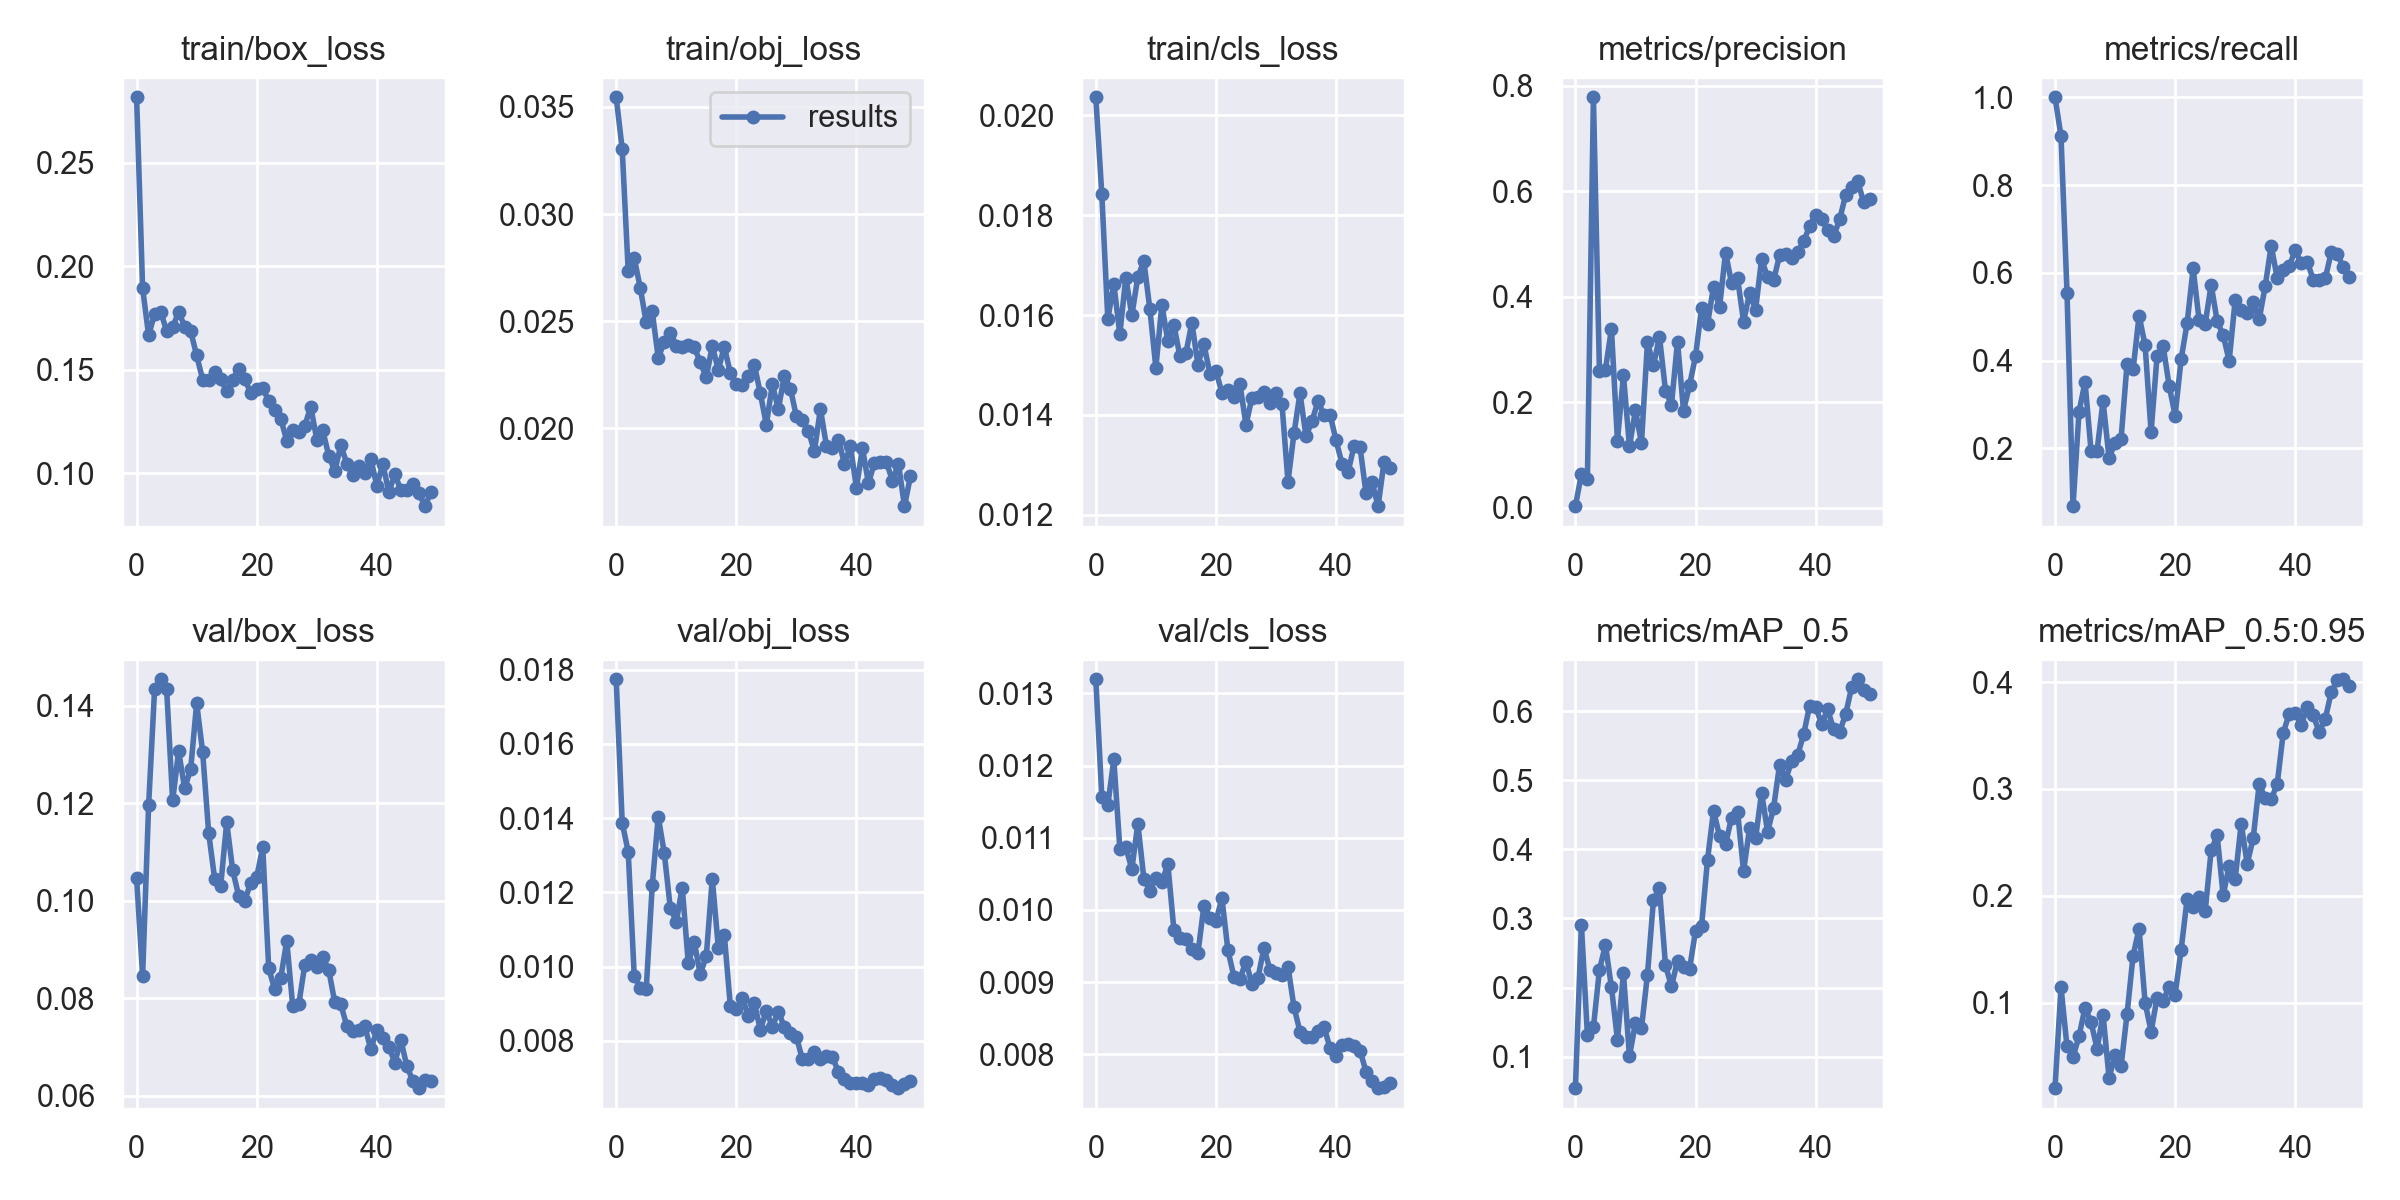 train/box_loss
0.25
0.20
0.15
0.10
0 20 40
train/obj_loss
results
0.035
0.030
0.025
0.020
0 20 40
train/cls_loss
0.020
0.018
0.016
0.014
0.012
0 20 40
metrics/precision
0.8
0.6
0.4
0.2
0.0
0 20 40
metrics/recall
1.0
0.8
0.6
0.4
0.2
0 20 40
val/box_loss
0.14
0.12
0.10
0.08
0.06
0 20 40
val/obj_loss
0.018
0.016
0.014
0.012
0.010
0.008
0 20 40
val/cls_loss
0.013
0.012
0.011
0.010
0.009
0.008
0 20 40
metrics/mAP_0.5
0.6
0.5
0.4
0.3
0.2
0.1
0 20 40
metrics/mAP_0.5:0.95
0.4
0.3
0.2
0.1
0 20 40